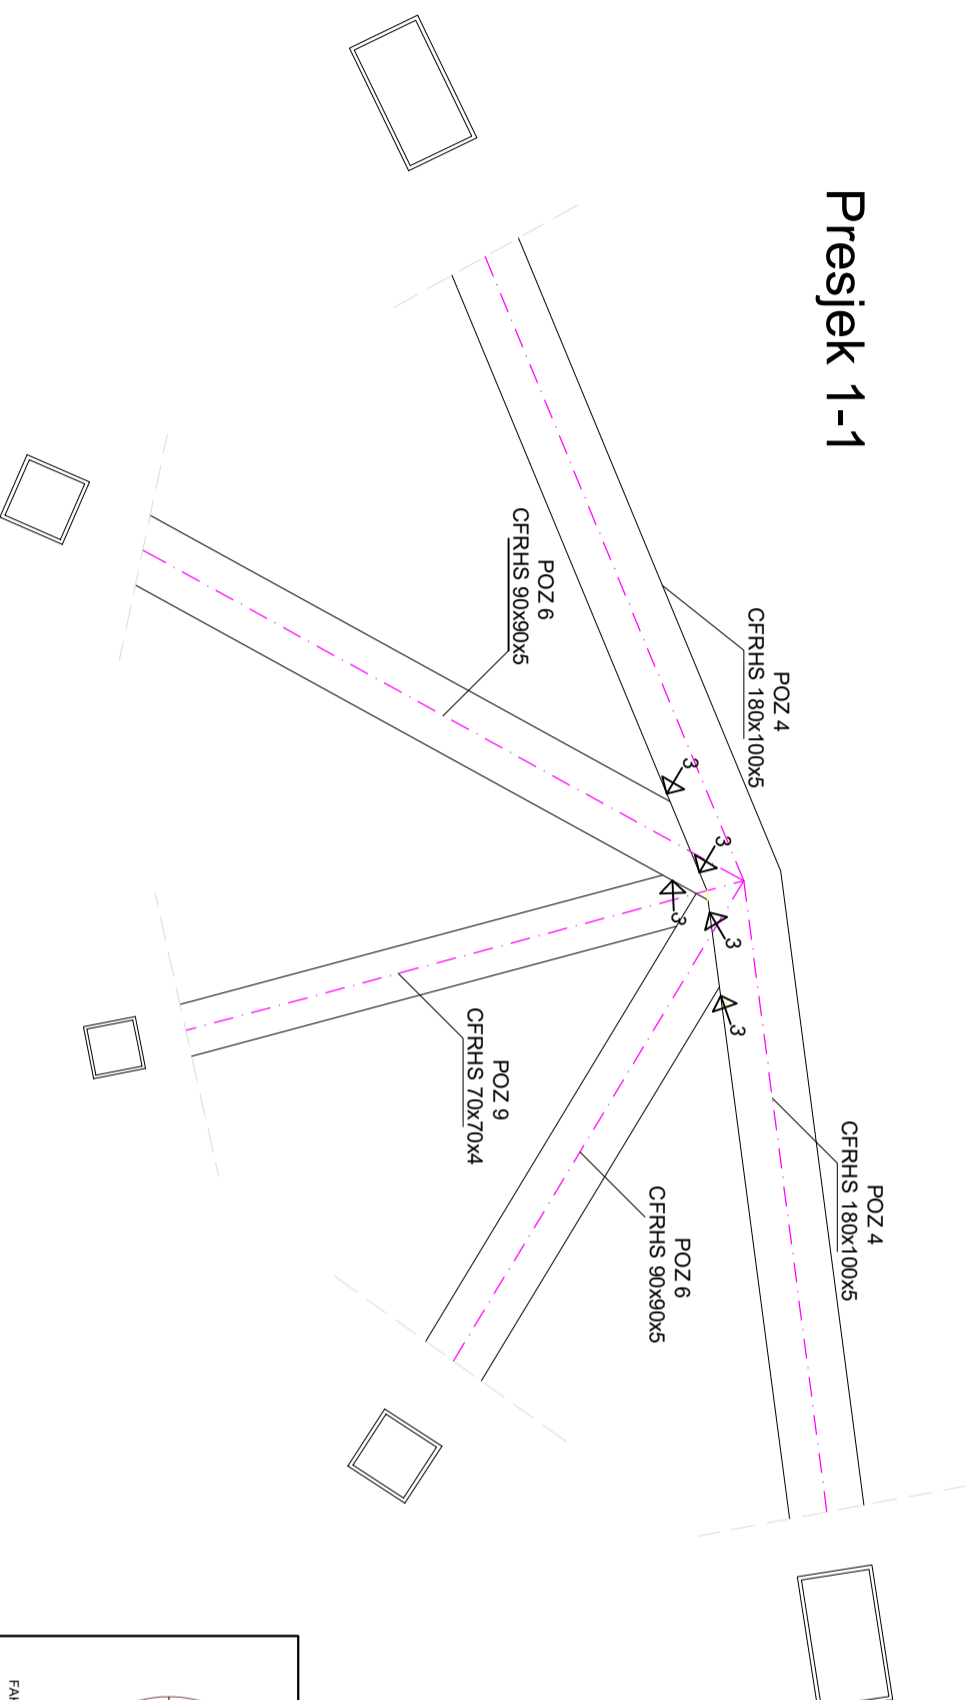 Presjek 1-1
POZ 4
CFRHS 180x100x5
POZ 6
CFRHS 90x90x5
3
3
3
3
3
POZ 9
CFRHS 70x70x4
POZ 6
CFRHS 90x90x5
POZ 4
CFRHS 180x100x5